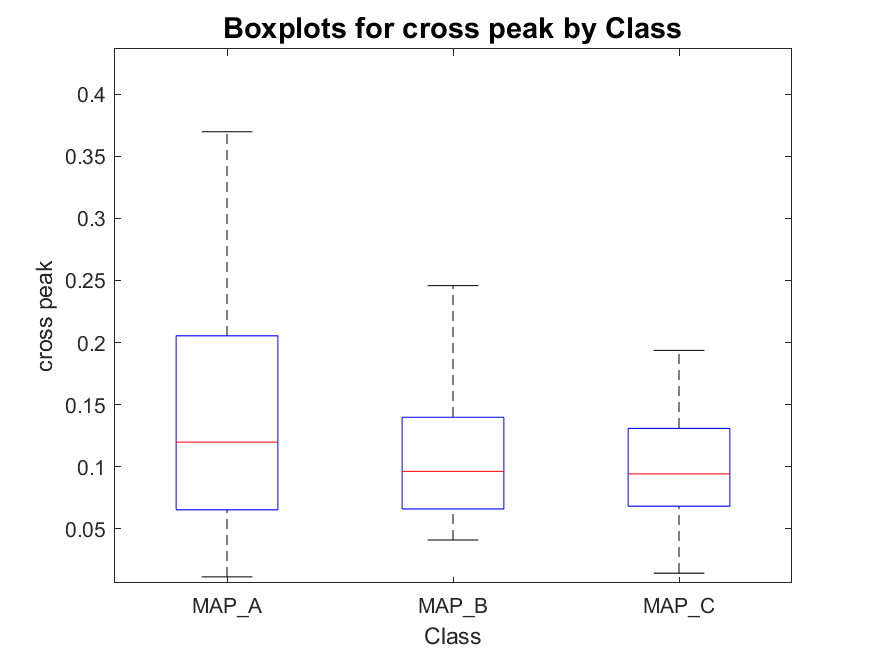 Boxplots for cross peak by Class
0.4
0.35
0.3
0.25
0.2
0.15
0.1
0.05
cross peak
MAP_A MAP_B MAP_C
Class